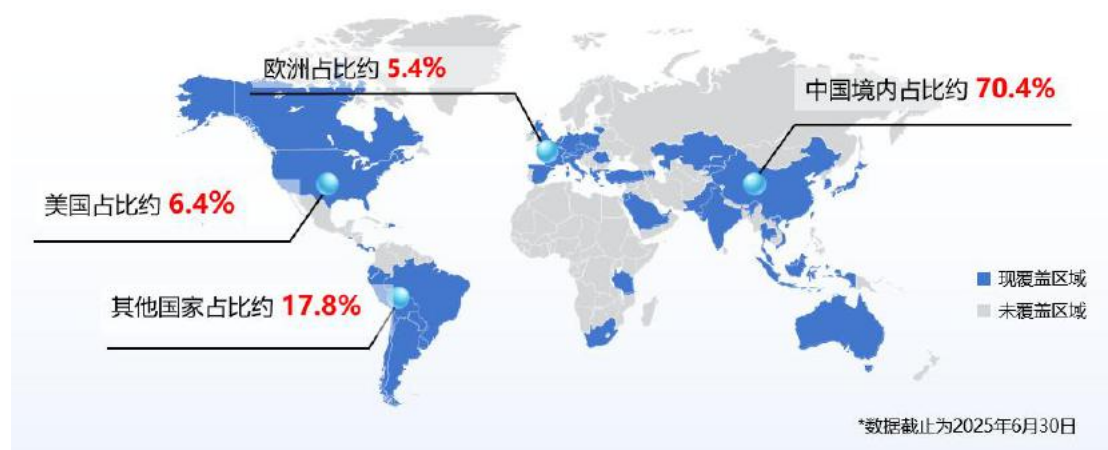 欧洲占比约 5.4%
中国境内占比约 70.4%
美国占比约 6.4%
其他国家占比约 17.8%
现覆盖区域
未覆盖区域
*数据截止为2025年6月30日